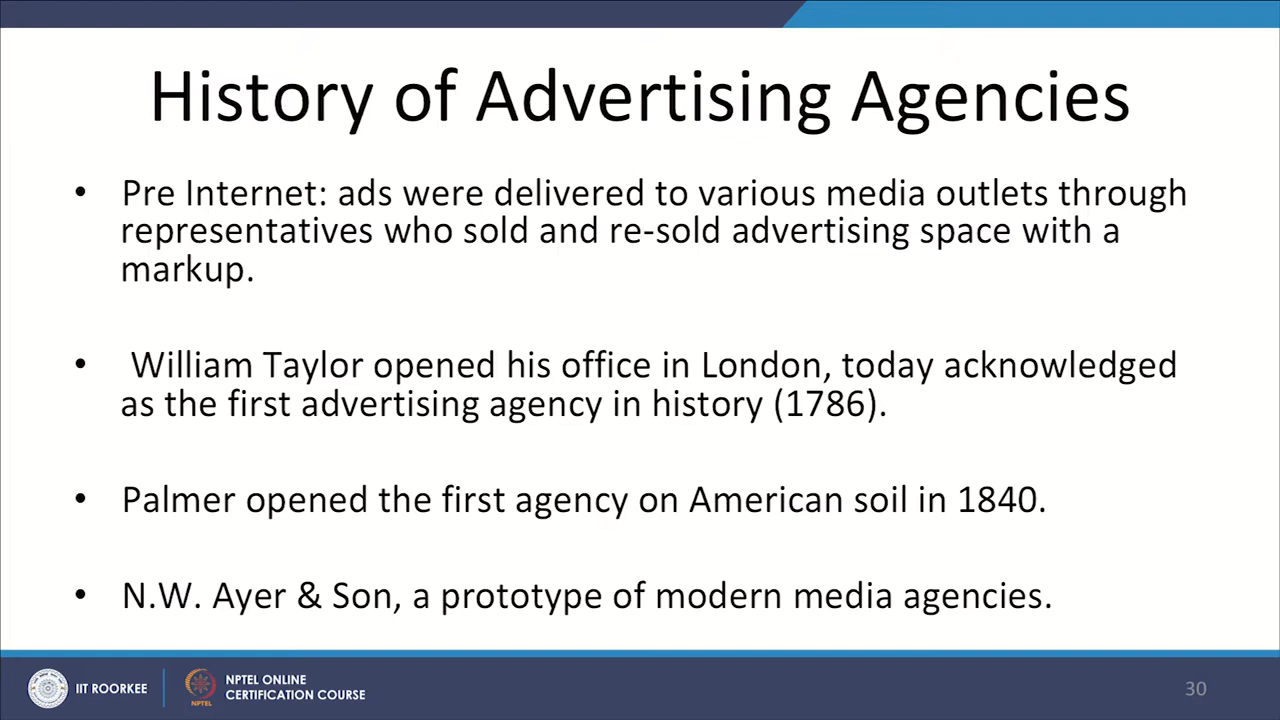 History of Advertising Agencies
• Pre Internet: ads were delivered to various media outlets through
representatives who sold and re-sold advertising space with a
markup.
• William Taylor opened his office in London, today acknowledged
as the first advertising agency in history (1786).
• Palmer opened the first agency on American soil in 1840.
• N.W. Ayer & Son, a prototype of modern media agencies.
IIT ROORKEE
NPTEL
NPTEL ONLINE
CERTIFICATION COURSE
30